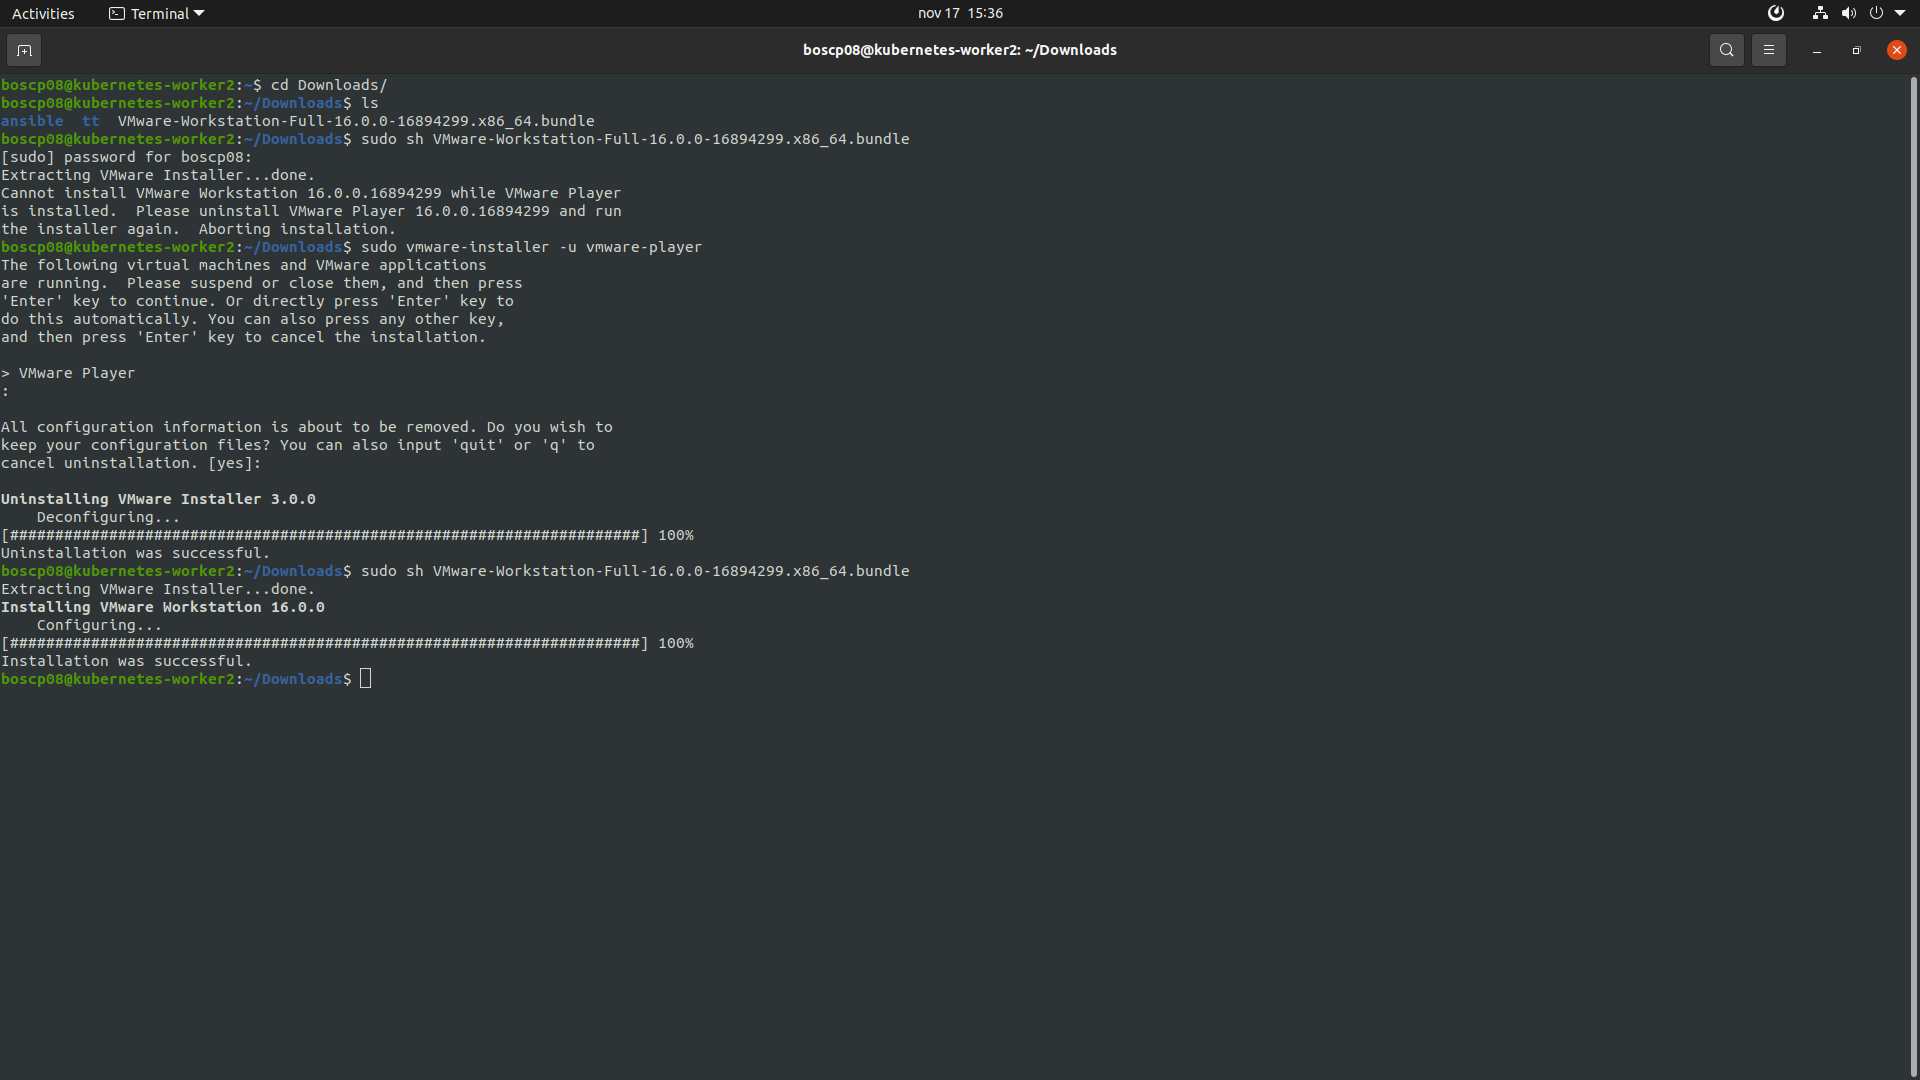 Activities Terminal nov 17 15:36
boscp08@kubernetes-worker2: ~/Downloads
boscp08@kubernetes-worker2:~$ cd Downloads/
boscp08@kubernetes-worker2:~/Downloads$ ls
ansible  tt  VMware-Workstation-Full-16.0.0-16894299.x86_64.bundle
boscp08@kubernetes-worker2:~/Downloads$ sudo sh VMware-Workstation-Full-16.0.0-16894299.x86_64.bundle
[sudo] password for boscp08:
Extracting VMware Installer...done.
Cannot install VMware Workstation 16.0.0.16894299 while VMware Player
is installed.  Please uninstall VMware Player 16.0.0.16894299 and run
the installer again.  Aborting installation.
boscp08@kubernetes-worker2:~/Downloads$ sudo vmware-installer -u vmware-player
The following virtual machines and VMware applications
are running.  Please suspend or close them, and then press
'Enter' key to continue. Or directly press 'Enter' key to
do this automatically. You can also press any other key,
and then press 'Enter' key to cancel the installation.
> VMware Player
:
All configuration information is about to be removed. Do you wish to
keep your configuration files? You can also input 'quit' or 'q' to
cancel uninstallation. [yes]:
Uninstalling VMware Installer 3.0.0
    Deconfiguring...
[######################################################################] 100%
Uninstallation was successful.
boscp08@kubernetes-worker2:~/Downloads$ sudo sh VMware-Workstation-Full-16.0.0-16894299.x86_64.bundle
Extracting VMware Installer...done.
Installing VMware Workstation 16.0.0
    Configuring...
[######################################################################] 100%
Installation was successful.
boscp08@kubernetes-worker2:~/Downloads$